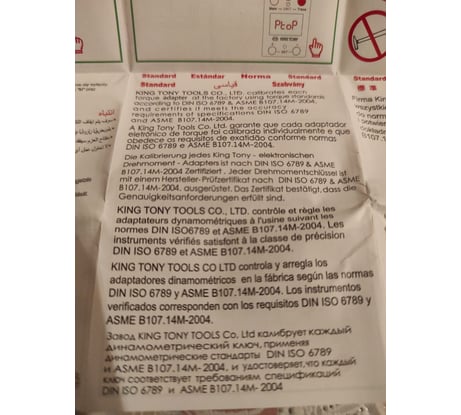 PtoP
Standard Estándar Norma Standard Standard
Standard قياسي Szabvány
KING TONY TOOLS CO., LTD. calibrates each
torque adapter at the factory using torque standards
according to DIN ISO 6789 & ASME B107.14M-2004,
and certifies it meets the accuracy
requirements of specifications DIN ISO 6789
and ASME B107.14M-2004.
A King Tony Tools Co., Ltd. garante que cada adaptador
eletrônico de torque foi calibrado individualmente e que
obedece os requisitos de exatidão conforme normas
DIN ISO 6789 e ASME B107.14M-2004.
Die Kalibrierung jedes King Tony - elektronischen
Drehmoment - Adapters ist nach DIN ISO 6789 & ASME
B107.14M-2004 Zertifiziert . Jeder Drehmomentschlüssel ist
mit einem Hersteller-Prüfzertifikat nach DIN ISO 6789 &
ASME B107.14M-2004. ausgerüstet. Das Zertifikat bestätigt, dass die
Genauigkeitsanforderungen erfüllt sind.
KING TONY TOOLS CO., LTD. contrôle et règle les
adaptateurs dynamométriques à l'usine suivant les
normes DIN ISO6789 et ASME B107.14M-2004. Les
instruments vérifiés satisfont à la classe de précision
DIN ISO 6789 et ASME B107.14M-2004.
KING TONY TOOLS CO LTD controla y arregla los
adaptadores dinamométricos en la fábrica según las normas
DIN ISO 6789 y ASME B107.14M-2004. Los instrumentos
verificados corresponden con los requisitos DIN ISO 6789 y
ASME B107.14M-2004.
Завод KING TONY TOOLS Co. Ltd калибрует каждый
динамометрический ключ, применяя
динамометрические стандарты DIN ISO 6789
и ASME B107.14M-2004. и удостоверяет,что каждый
ключ соответствует требованиям спецификаций
DIN ISO 6789 и ASME B107.14M- 2004
انتباه
Firma King
wszystkie